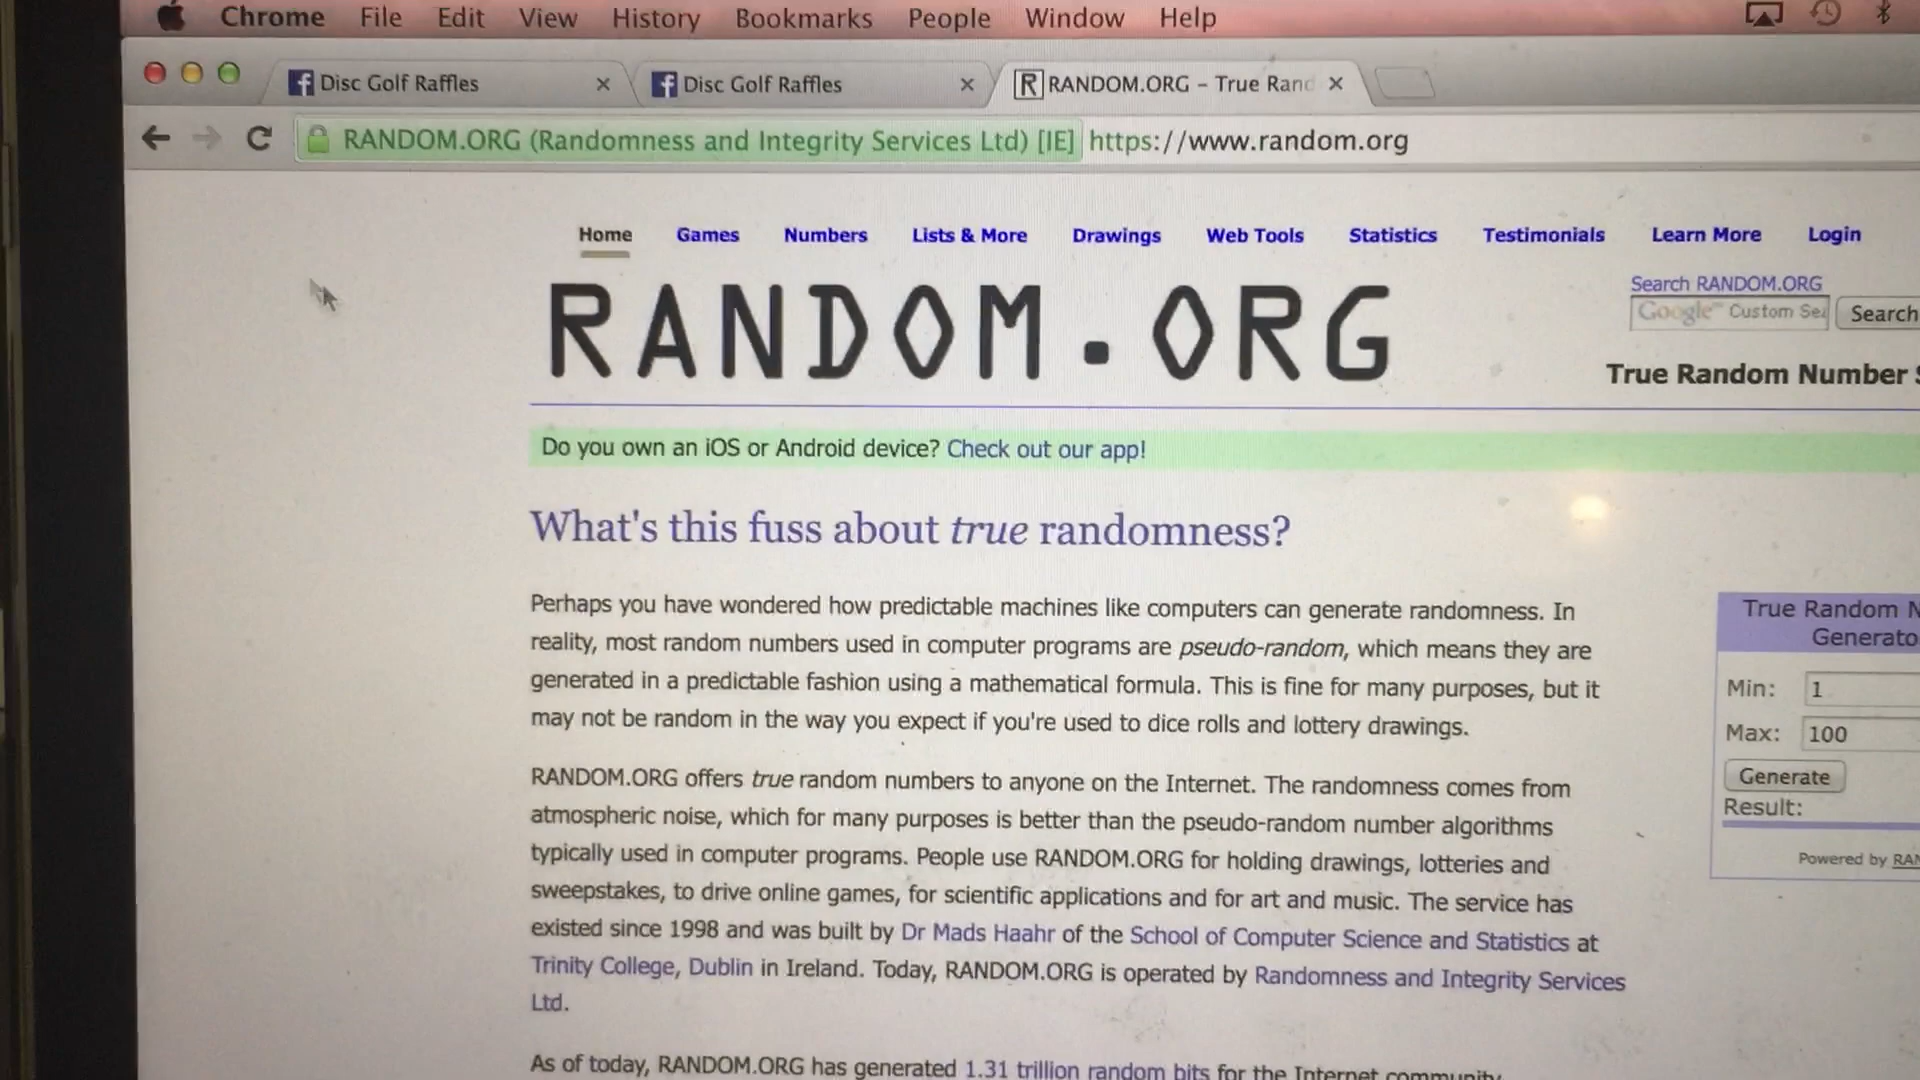 Chrome File Edit View History Bookmarks People Window Help
Disc Golf Raffles
Disc Golf Raffles
RANDOM.ORG - True Rand
RANDOM.ORG (Randomness and Integrity Services Ltd) [IE] https://www.random.org
Home Games Numbers Lists & More Drawings Web Tools Statistics Testimonials Learn More Login
RANDOM.ORG
Search RANDOM.ORG
Google™ Custom Sea
Search
True Random Number S
Do you own an iOS or Android device? Check out our app!
What's this fuss about true randomness?
Perhaps you have wondered how predictable machines like computers can generate randomness. In
reality, most random numbers used in computer programs are pseudo-random, which means they are
generated in a predictable fashion using a mathematical formula. This is fine for many purposes, but it
may not be random in the way you expect if you're used to dice rolls and lottery drawings.
RANDOM.ORG offers true random numbers to anyone on the Internet. The randomness comes from
atmospheric noise, which for many purposes is better than the pseudo-random number algorithms
typically used in computer programs. People use RANDOM.ORG for holding drawings, lotteries and
sweepstakes, to drive online games, for scientific applications and for art and music. The service has
existed since 1998 and was built by Dr Mads Haahr of the School of Computer Science and Statistics at
Trinity College, Dublin in Ireland. Today, RANDOM.ORG is operated by Randomness and Integrity Services
Ltd.
As of today, RANDOM.ORG has generated 1.31 trillion random bits for the Internet community.
True Random N
Generato
Min: 1
Max: 100
Generate
Result:
Powered by RAN